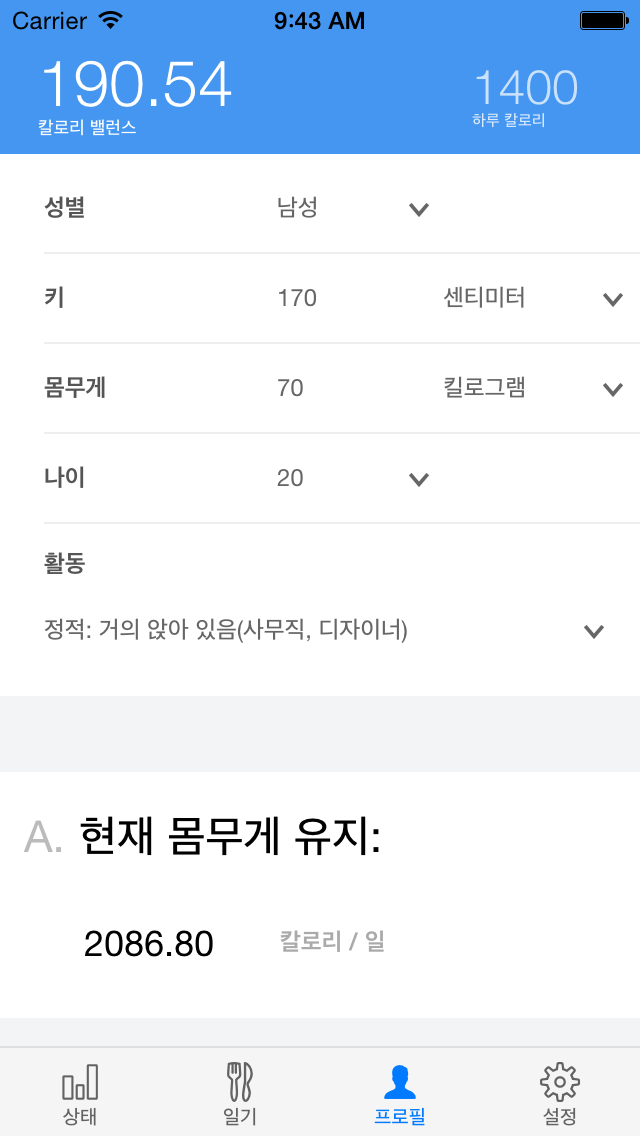 Carrier 9:43 AM
190.54 1400
칼로리 밸런스 하루 칼로리
성별 남성
키 170 센티미터
몸무게 70 킬로그램
나이 20
활동
정적: 거의 앉아 있음(사무직, 디자이너)
A. 현재 몸무게 유지:
2086.80 칼로리 / 일
상태 일기 프로필 설정